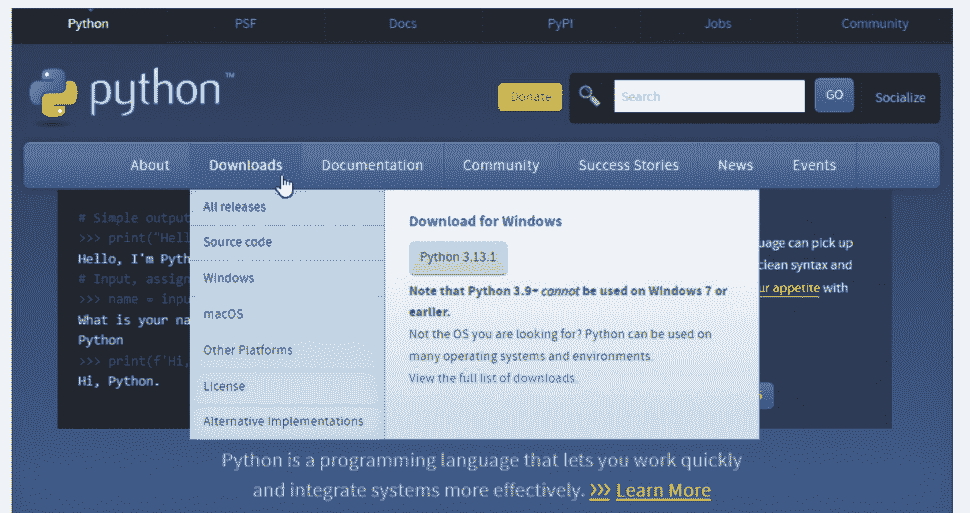 Python PSF Docs PyPI Jobs Community
python™
Donate Search GO Socialize
About Downloads Documentation Community Success Stories News Events
All releases
Source code
Windows
macOS
Other Platforms
License
Alternative Implementations
Download for Windows
Python 3.13.1
Note that Python 3.9+ cannot be used on Windows 7 or
earlier.
Not the OS you are looking for? Python can be used on
many operating systems and environments.
View the full list of downloads.
# Simple output
>>> print("Hell
Hello, I'm Pyth
# Input, assign
>>> name = inpu
What is your na
Python
>>> print(f'Hi,
Hi, Python.
uage can pick up
clean syntax and
ur appetite with
Python is a programming language that lets you work quickly
and integrate systems more effectively. >>> Learn More